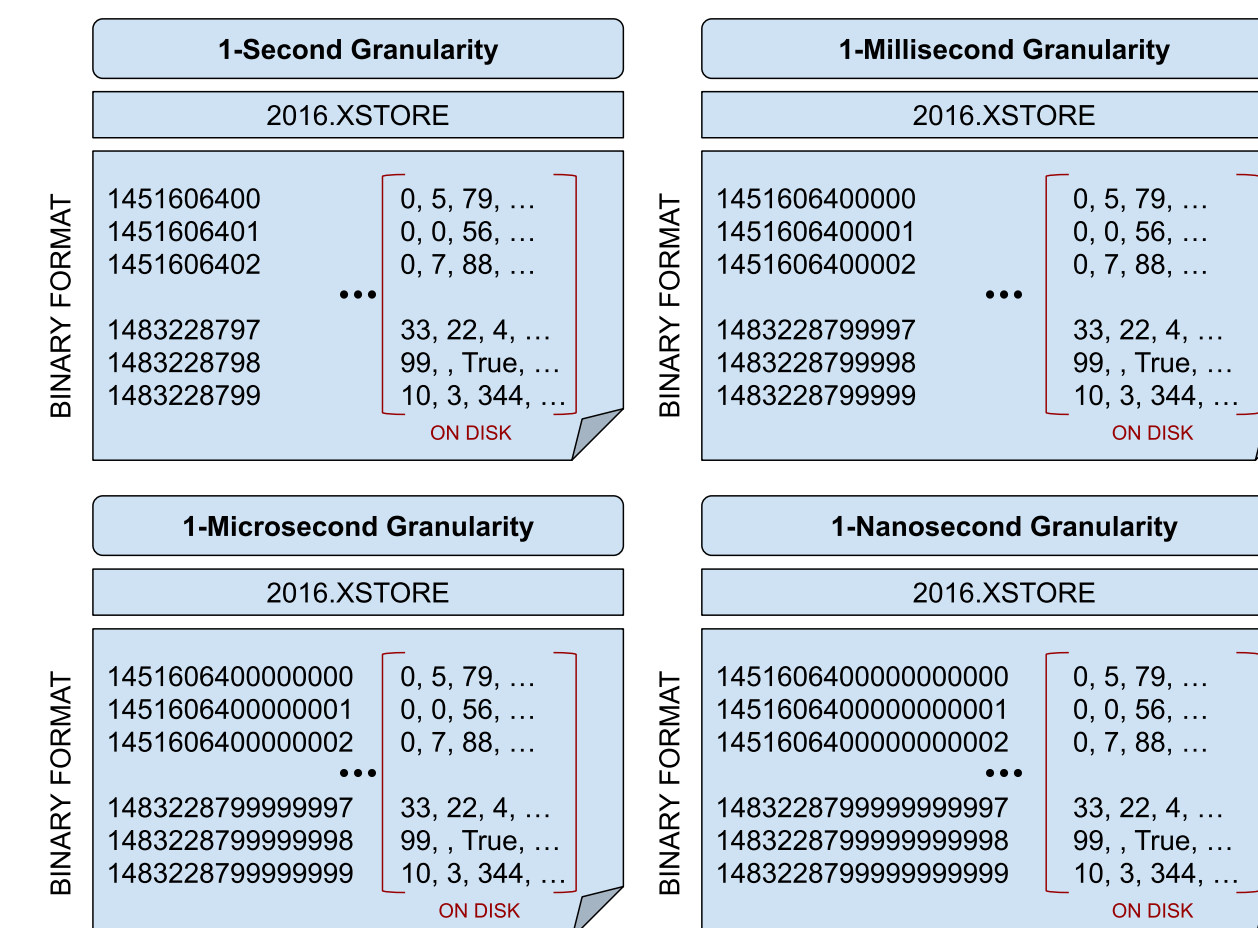 1-Second Granularity
2016.XSTORE
BINARY FORMAT
1451606400 0, 5, 79, …
1451606401 0, 0, 56, …
1451606402 0, 7, 88, …
•••
1483228797 33, 22, 4, …
1483228798 99, , True, …
1483228799 10, 3, 344, …
ON DISK
1-Millisecond Granularity
2016.XSTORE
BINARY FORMAT
1451606400000 0, 5, 79, …
1451606400001 0, 0, 56, …
1451606400002 0, 7, 88, …
•••
1483228799997 33, 22, 4, …
1483228799998 99, , True, …
1483228799999 10, 3, 344, …
ON DISK
1-Microsecond Granularity
2016.XSTORE
BINARY FORMAT
1451606400000000 0, 5, 79, …
1451606400000001 0, 0, 56, …
1451606400000002 0, 7, 88, …
•••
1483228799999997 33, 22, 4, …
1483228799999998 99, , True, …
1483228799999999 10, 3, 344, …
ON DISK
1-Nanosecond Granularity
2016.XSTORE
BINARY FORMAT
1451606400000000000 0, 5, 79, …
1451606400000000001 0, 0, 56, …
1451606400000000002 0, 7, 88, …
•••
1483228799999999997 33, 22, 4, …
1483228799999999998 99, , True, …
1483228799999999999 10, 3, 344, …
ON DISK